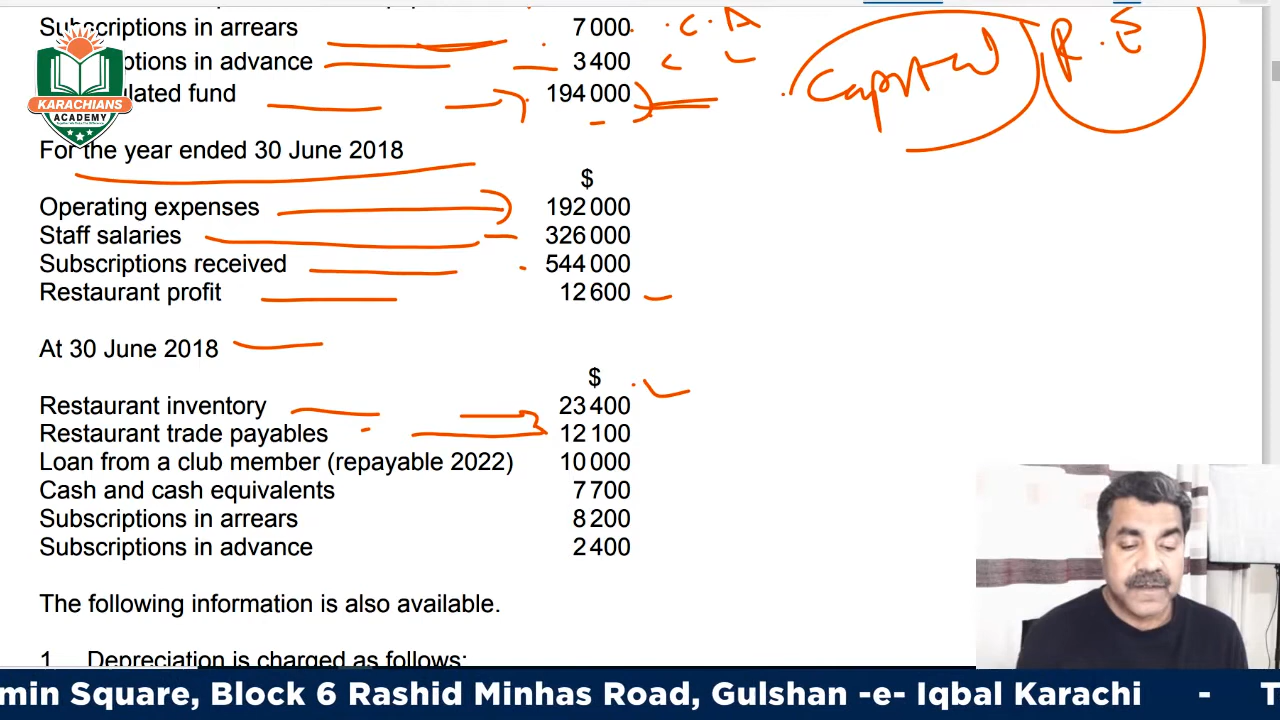 Subscriptions in arrears 7 000 . C. A
ptions in advance 3 400 C L
ulated fund 194 000
Capital R.E
KARACHIANS
ACADEMY
For the year ended 30 June 2018
$
Operating expenses 192 000
Staff salaries 326 000
Subscriptions received 544 000
Restaurant profit 12 600
At 30 June 2018
$
Restaurant inventory 23 400
Restaurant trade payables 12 100
Loan from a club member (repayable 2022) 10 000
Cash and cash equivalents 7 700
Subscriptions in arrears 8 200
Subscriptions in advance 2 400
The following information is also available.
1 Depreciation is charged as follows:
min Square, Block 6 Rashid Minhas Road, Gulshan -e- Iqbal Karachi - T